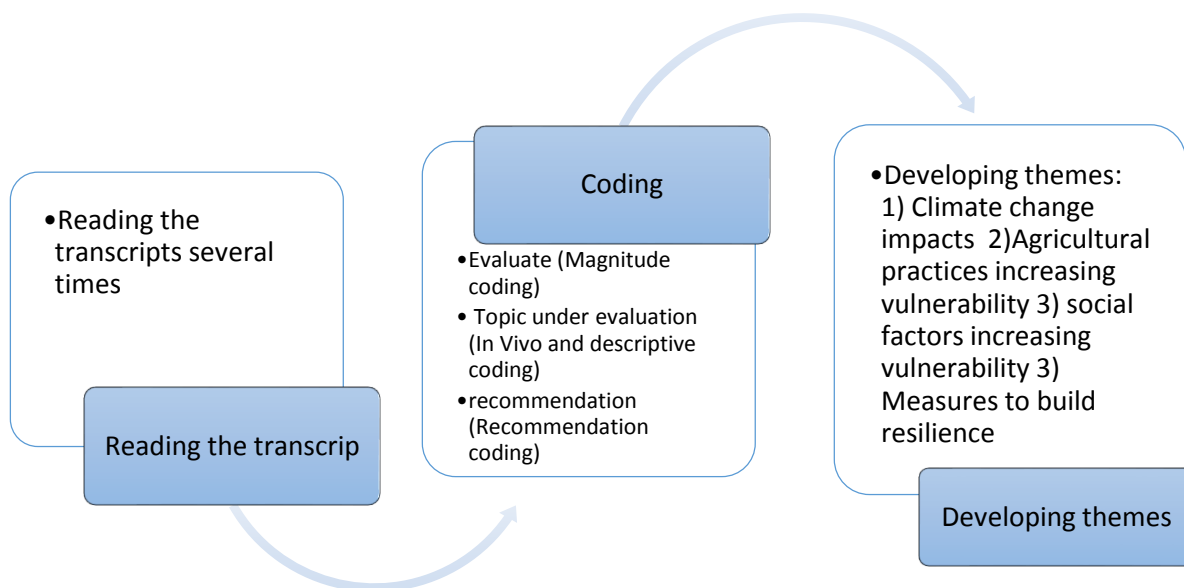 •Reading the
transcripts several
times
Reading the transcrip
Coding
•Evaluate (Magnitude
coding)
• Topic under evaluation
(In Vivo and descriptive
coding)
•recommendation
(Recommendation
coding)
•Developing themes:
1) Climate change
impacts  2)Agricultural
practices increasing
vulnerability 3) social
factors increasing
vulnerability 3)
Measures to build
resilience
Developing themes